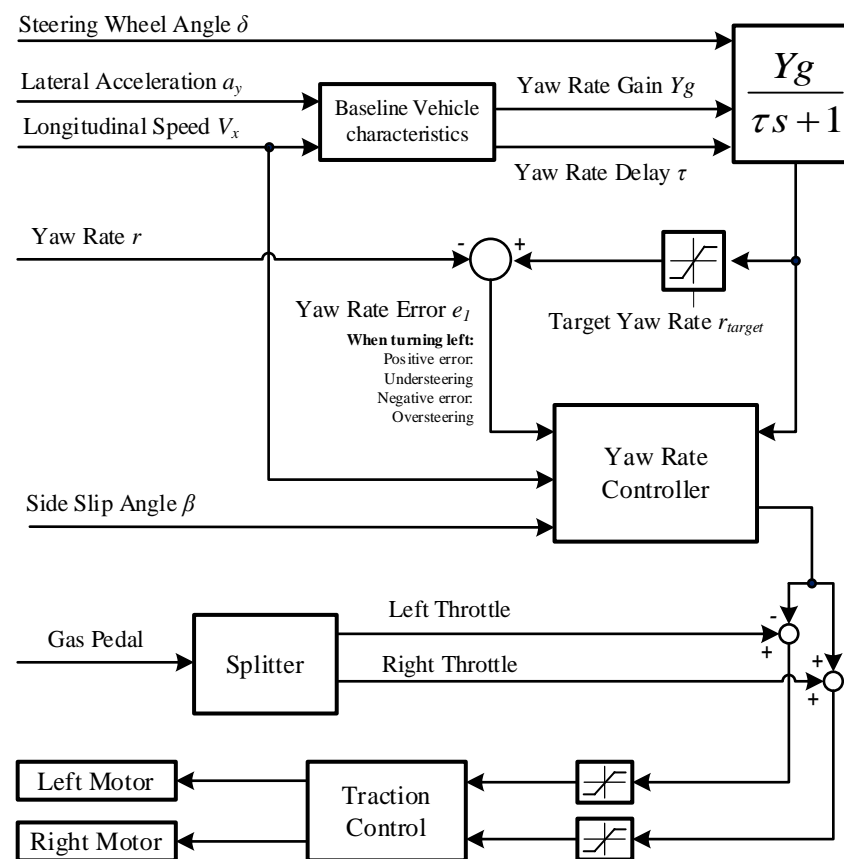 Steering Wheel Angle δ
Yg
τs + 1
Lateral Acceleration a_y
Baseline Vehicle
characteristics
Yaw Rate Gain Yg
Longitudinal Speed V_x
Yaw Rate Delay τ
Yaw Rate r
-
+
Yaw Rate Error e_1
Target Yaw Rate r_target
When turning left:
Positive error:
Understeering
Negative error:
Oversteering
Yaw Rate
Controller
Side Slip Angle β
Gas Pedal
Splitter
Left Throttle
-
+
Right Throttle
+
+
Left Motor
Right Motor
Traction
Control